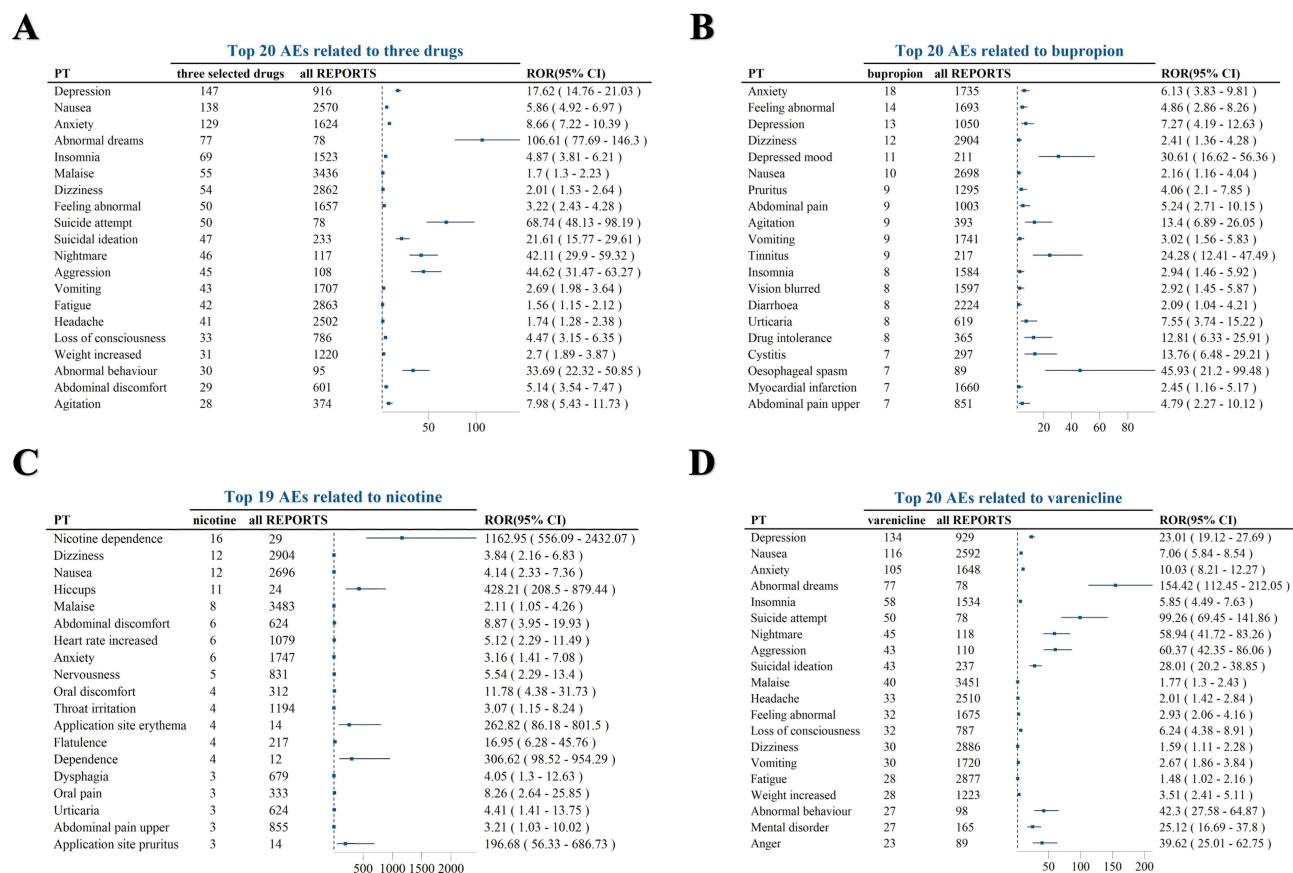 A
Top 20 AEs related to three drugs
PT three selected drugs all REPORTS ROR(95% CI)
Depression 147 916 17.62 ( 14.76 - 21.03 )
Nausea 138 2570 5.86 ( 4.92 - 6.97 )
Anxiety 129 1624 8.66 ( 7.22 - 10.39 )
Abnormal dreams 77 78 106.61 ( 77.69 - 146.3 )
Insomnia 69 1523 4.87 ( 3.81 - 6.21 )
Malaise 55 3436 1.7 ( 1.3 - 2.23 )
Dizziness 54 2862 2.01 ( 1.53 - 2.64 )
Feeling abnormal 50 1657 3.22 ( 2.43 - 4.28 )
Suicide attempt 50 78 68.74 ( 48.13 - 98.19 )
Suicidal ideation 47 233 21.61 ( 15.77 - 29.61 )
Nightmare 46 117 42.11 ( 29.9 - 59.32 )
Aggression 45 108 44.62 ( 31.47 - 63.27 )
Vomiting 43 1707 2.69 ( 1.98 - 3.64 )
Fatigue 42 2863 1.56 ( 1.15 - 2.12 )
Headache 41 2502 1.74 ( 1.28 - 2.38 )
Loss of consciousness 33 786 4.47 ( 3.15 - 6.35 )
Weight increased 31 1220 2.7 ( 1.89 - 3.87 )
Abnormal behaviour 30 95 33.69 ( 22.32 - 50.85 )
Abdominal discomfort 29 601 5.14 ( 3.54 - 7.47 )
Agitation 28 374 7.98 ( 5.43 - 11.73 )
50 100
B
Top 20 AEs related to bupropion
PT bupropion all REPORTS ROR(95% CI)
Anxiety 18 1735 6.13 ( 3.83 - 9.81 )
Feeling abnormal 14 1693 4.86 ( 2.86 - 8.26 )
Depression 13 1050 7.27 ( 4.19 - 12.63 )
Dizziness 12 2904 2.41 ( 1.36 - 4.28 )
Depressed mood 11 211 30.61 ( 16.62 - 56.36 )
Nausea 10 2698 2.16 ( 1.16 - 4.04 )
Pruritus 9 1295 4.06 ( 2.1 - 7.85 )
Abdominal pain 9 1003 5.24 ( 2.71 - 10.15 )
Agitation 9 393 13.4 ( 6.89 - 26.05 )
Vomiting 9 1741 3.02 ( 1.56 - 5.83 )
Tinnitus 9 217 24.28 ( 12.41 - 47.49 )
Insomnia 8 1584 2.94 ( 1.46 - 5.92 )
Vision blurred 8 1597 2.92 ( 1.45 - 5.87 )
Diarrhoea 8 2224 2.09 ( 1.04 - 4.21 )
Urticaria 8 619 7.55 ( 3.74 - 15.22 )
Drug intolerance 8 365 12.81 ( 6.33 - 25.91 )
Cystitis 7 297 13.76 ( 6.48 - 29.21 )
Oesophageal spasm 7 89 45.93 ( 21.2 - 99.48 )
Myocardial infarction 7 1660 2.45 ( 1.16 - 5.17 )
Abdominal pain upper 7 851 4.79 ( 2.27 - 10.12 )
20 40 60 80
C
Top 19 AEs related to nicotine
PT nicotine all REPORTS ROR(95% CI)
Nicotine dependence 16 29 1162.95 ( 556.09 - 2432.07 )
Dizziness 12 2904 3.84 ( 2.16 - 6.83 )
Nausea 12 2696 4.14 ( 2.33 - 7.36 )
Hiccups 11 24 428.21 ( 208.5 - 879.44 )
Malaise 8 3483 2.11 ( 1.05 - 4.26 )
Abdominal discomfort 6 624 8.87 ( 3.95 - 19.93 )
Heart rate increased 6 1079 5.12 ( 2.29 - 11.49 )
Anxiety 6 1747 3.16 ( 1.41 - 7.08 )
Nervousness 5 831 5.54 ( 2.29 - 13.4 )
Oral discomfort 4 312 11.78 ( 4.38 - 31.73 )
Throat irritation 4 1194 3.07 ( 1.15 - 8.24 )
Application site erythema 4 14 262.82 ( 86.18 - 801.5 )
Flatulence 4 217 16.95 ( 6.28 - 45.76 )
Dependence 4 12 306.62 ( 98.52 - 954.29 )
Dysphagia 3 679 4.05 ( 1.3 - 12.63 )
Oral pain 3 333 8.26 ( 2.64 - 25.85 )
Urticaria 3 624 4.41 ( 1.41 - 13.75 )
Abdominal pain upper 3 855 3.21 ( 1.03 - 10.02 )
Application site pruritus 3 14 196.68 ( 56.33 - 686.73 )
500 1000 1500 2000
D
Top 20 AEs related to varenicline
PT varenicline all REPORTS ROR(95% CI)
Depression 134 929 23.01 ( 19.12 - 27.69 )
Nausea 116 2592 7.06 ( 5.84 - 8.54 )
Anxiety 105 1648 10.03 ( 8.21 - 12.27 )
Abnormal dreams 77 78 154.42 ( 112.45 - 212.05 )
Insomnia 58 1534 5.85 ( 4.49 - 7.63 )
Suicide attempt 50 78 99.26 ( 69.45 - 141.86 )
Nightmare 45 118 58.94 ( 41.72 - 83.26 )
Aggression 43 110 60.37 ( 42.35 - 86.06 )
Suicidal ideation 43 237 28.01 ( 20.2 - 38.85 )
Malaise 40 3451 1.77 ( 1.3 - 2.43 )
Headache 33 2510 2.01 ( 1.42 - 2.84 )
Feeling abnormal 32 1675 2.93 ( 2.06 - 4.16 )
Loss of consciousness 32 787 6.24 ( 4.38 - 8.91 )
Dizziness 30 2886 1.59 ( 1.11 - 2.28 )
Vomiting 30 1720 2.67 ( 1.86 - 3.84 )
Fatigue 28 2877 1.48 ( 1.02 - 2.16 )
Weight increased 28 1223 3.51 ( 2.41 - 5.11 )
Abnormal behaviour 27 98 42.3 ( 27.58 - 64.87 )
Mental disorder 27 165 25.12 ( 16.69 - 37.8 )
Anger 23 89 39.62 ( 25.01 - 62.75 )
50 100 150 200